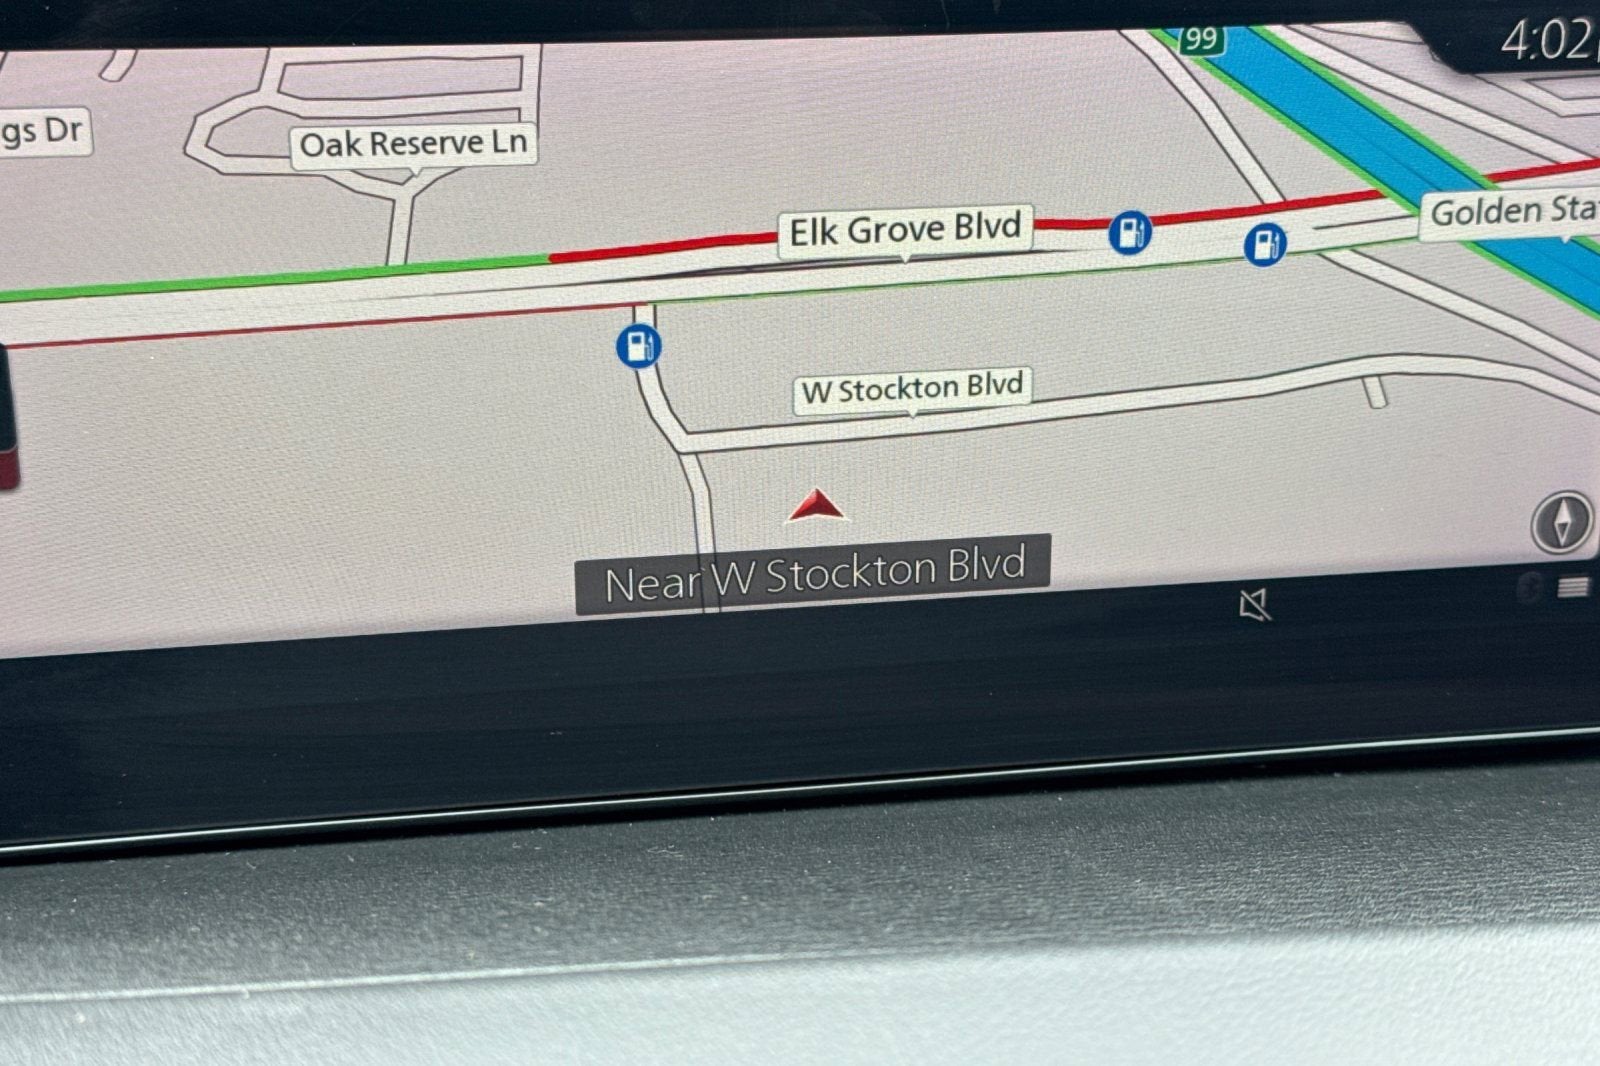 99
4:02
gs Dr
Oak Reserve Ln
Elk Grove Blvd
Golden Sta
W Stockton Blvd
Near W Stockton Blvd